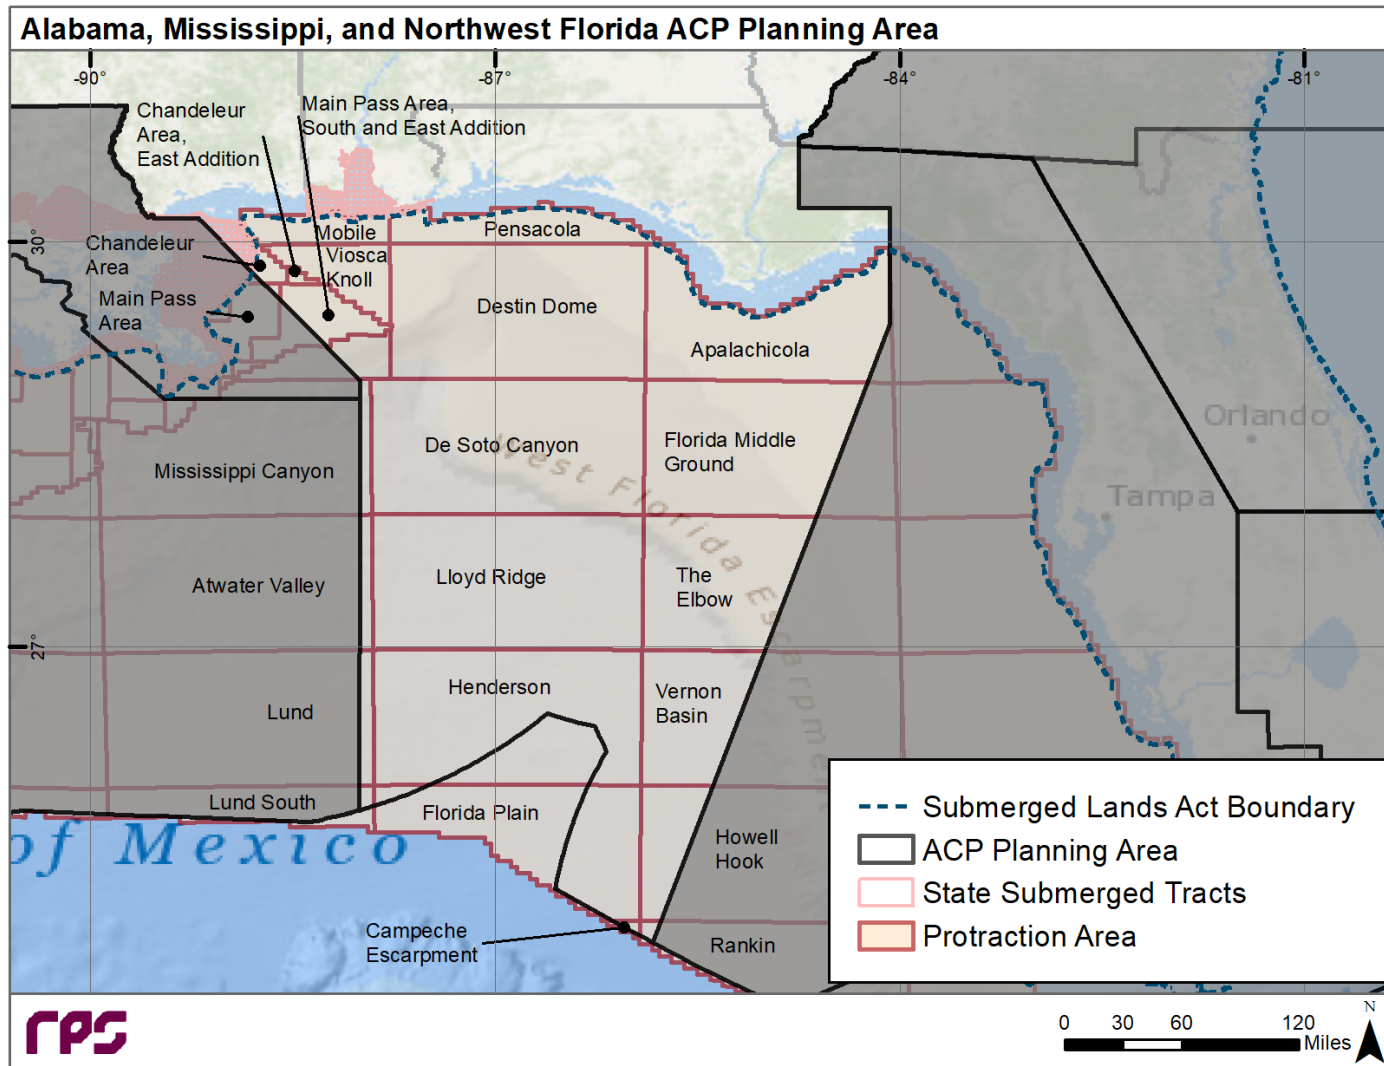 Alabama, Mississippi, and Northwest Florida ACP Planning Area
-90°
-87°
-84°
-81°
Chandeleur
Area,
East Addition
Main Pass Area,
South and East Addition
30°
Chandeleur
Area
Mobile
Pensacola
Viosca
Knoll
Main Pass
Area
Destin Dome
Apalachicola
Orlando
De Soto Canyon
Florida Middle
Ground
Mississippi Canyon
West Florida Escarpment
Tampa
Atwater Valley
Lloyd Ridge
The
Elbow
27°
Henderson
Vernon
Basin
Lund
Lund South
Florida Plain
of Mexico
Howell
Hook
Campeche
Escarpment
Rankin
Submerged Lands Act Boundary
ACP Planning Area
State Submerged Tracts
Protraction Area
rps
0 30 60 120
Miles
N